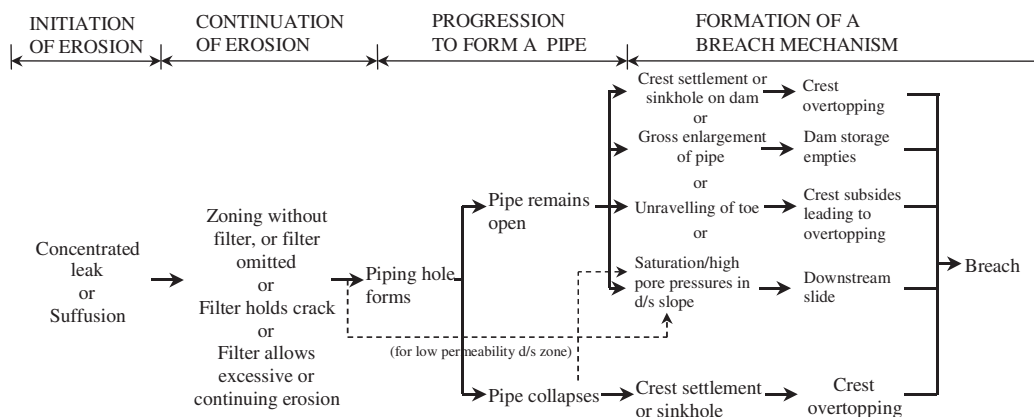 INITIATION
OF EROSION
CONTINUATION
OF EROSION
PROGRESSION
TO FORM A PIPE
FORMATION OF A
BREACH MECHANISM
Concentrated
leak
or
Suffusion
Zoning without
filter, or filter
omitted
or
Filter holds crack
or
Filter allows
excessive or
continuing erosion
Piping hole
forms
(for low permeability d/s zone)
Pipe remains
open
Pipe collapses
Crest settlement or
sinkhole on dam
or
Gross enlargement
of pipe
or
Unravelling of toe
or
Saturation/high
pore pressures in
d/s slope
Crest settlement
or sinkhole
Crest
overtopping
Dam storage
empties
Crest subsides
leading to
overtopping
Downstream
slide
Crest
overtopping
Breach